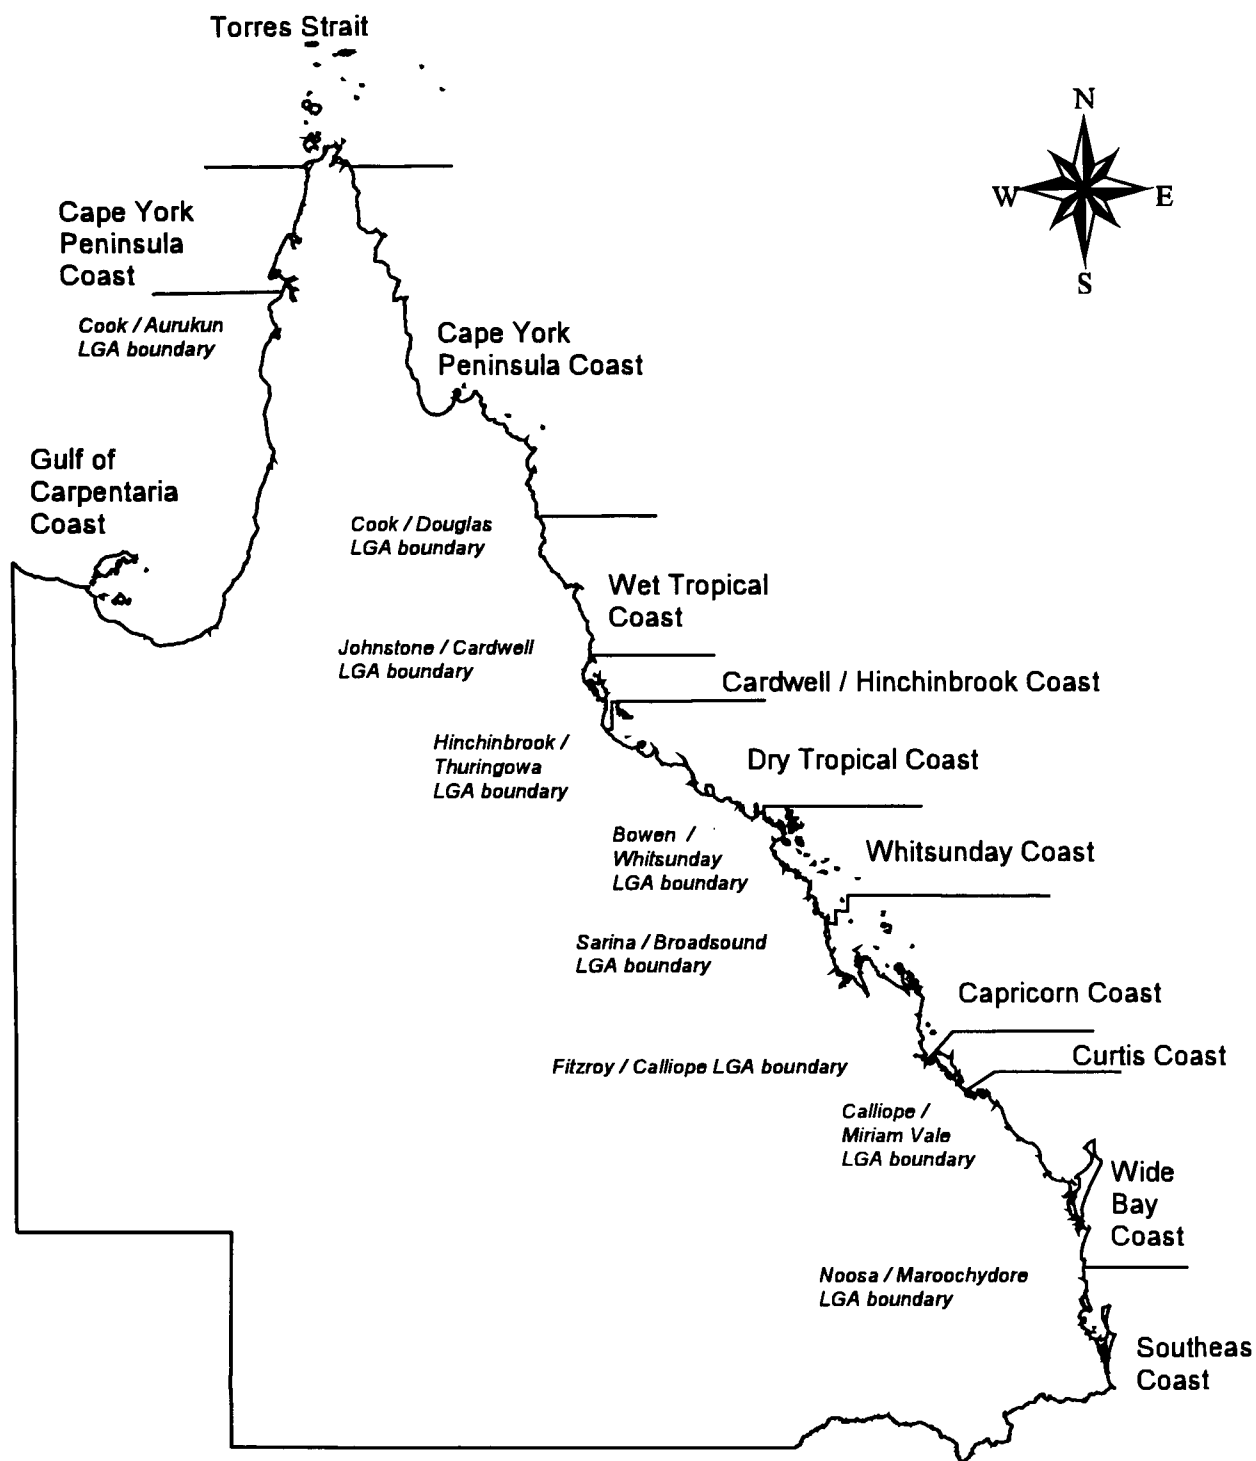 Torres Strait
N
W
E
S
Cape York
Peninsula
Coast
Cook / Aurukun
LGA boundary
Cape York
Peninsula Coast
Gulf of
Carpentaria
Coast
Cook / Douglas
LGA boundary
Wet Tropical
Coast
Johnstone / Cardwell
LGA boundary
Cardwell / Hinchinbrook Coast
Hinchinbrook /
Thuringowa
LGA boundary
Dry Tropical Coast
Bowen /
Whitsunday
LGA boundary
Whitsunday Coast
Sarina / Broadsound
LGA boundary
Capricorn Coast
Fitzroy / Calliope LGA boundary
Curtis Coast
Calliope /
Miriam Vale
LGA boundary
Wide
Bay
Coast
Noosa / Maroochydore
LGA boundary
Southeas
Coast